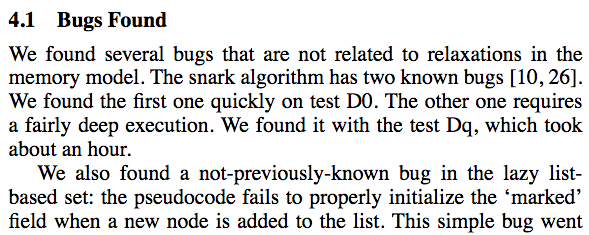 4.1 Bugs Found
We found several bugs that are not related to relaxations in the
memory model. The snark algorithm has two known bugs [10, 26].
We found the first one quickly on test D0. The other one requires
a fairly deep execution. We found it with the test Dq, which took
about an hour.
We also found a not-previously-known bug in the lazy list-
based set: the pseudocode fails to properly initialize the ‘marked’
field when a new node is added to the list. This simple bug went